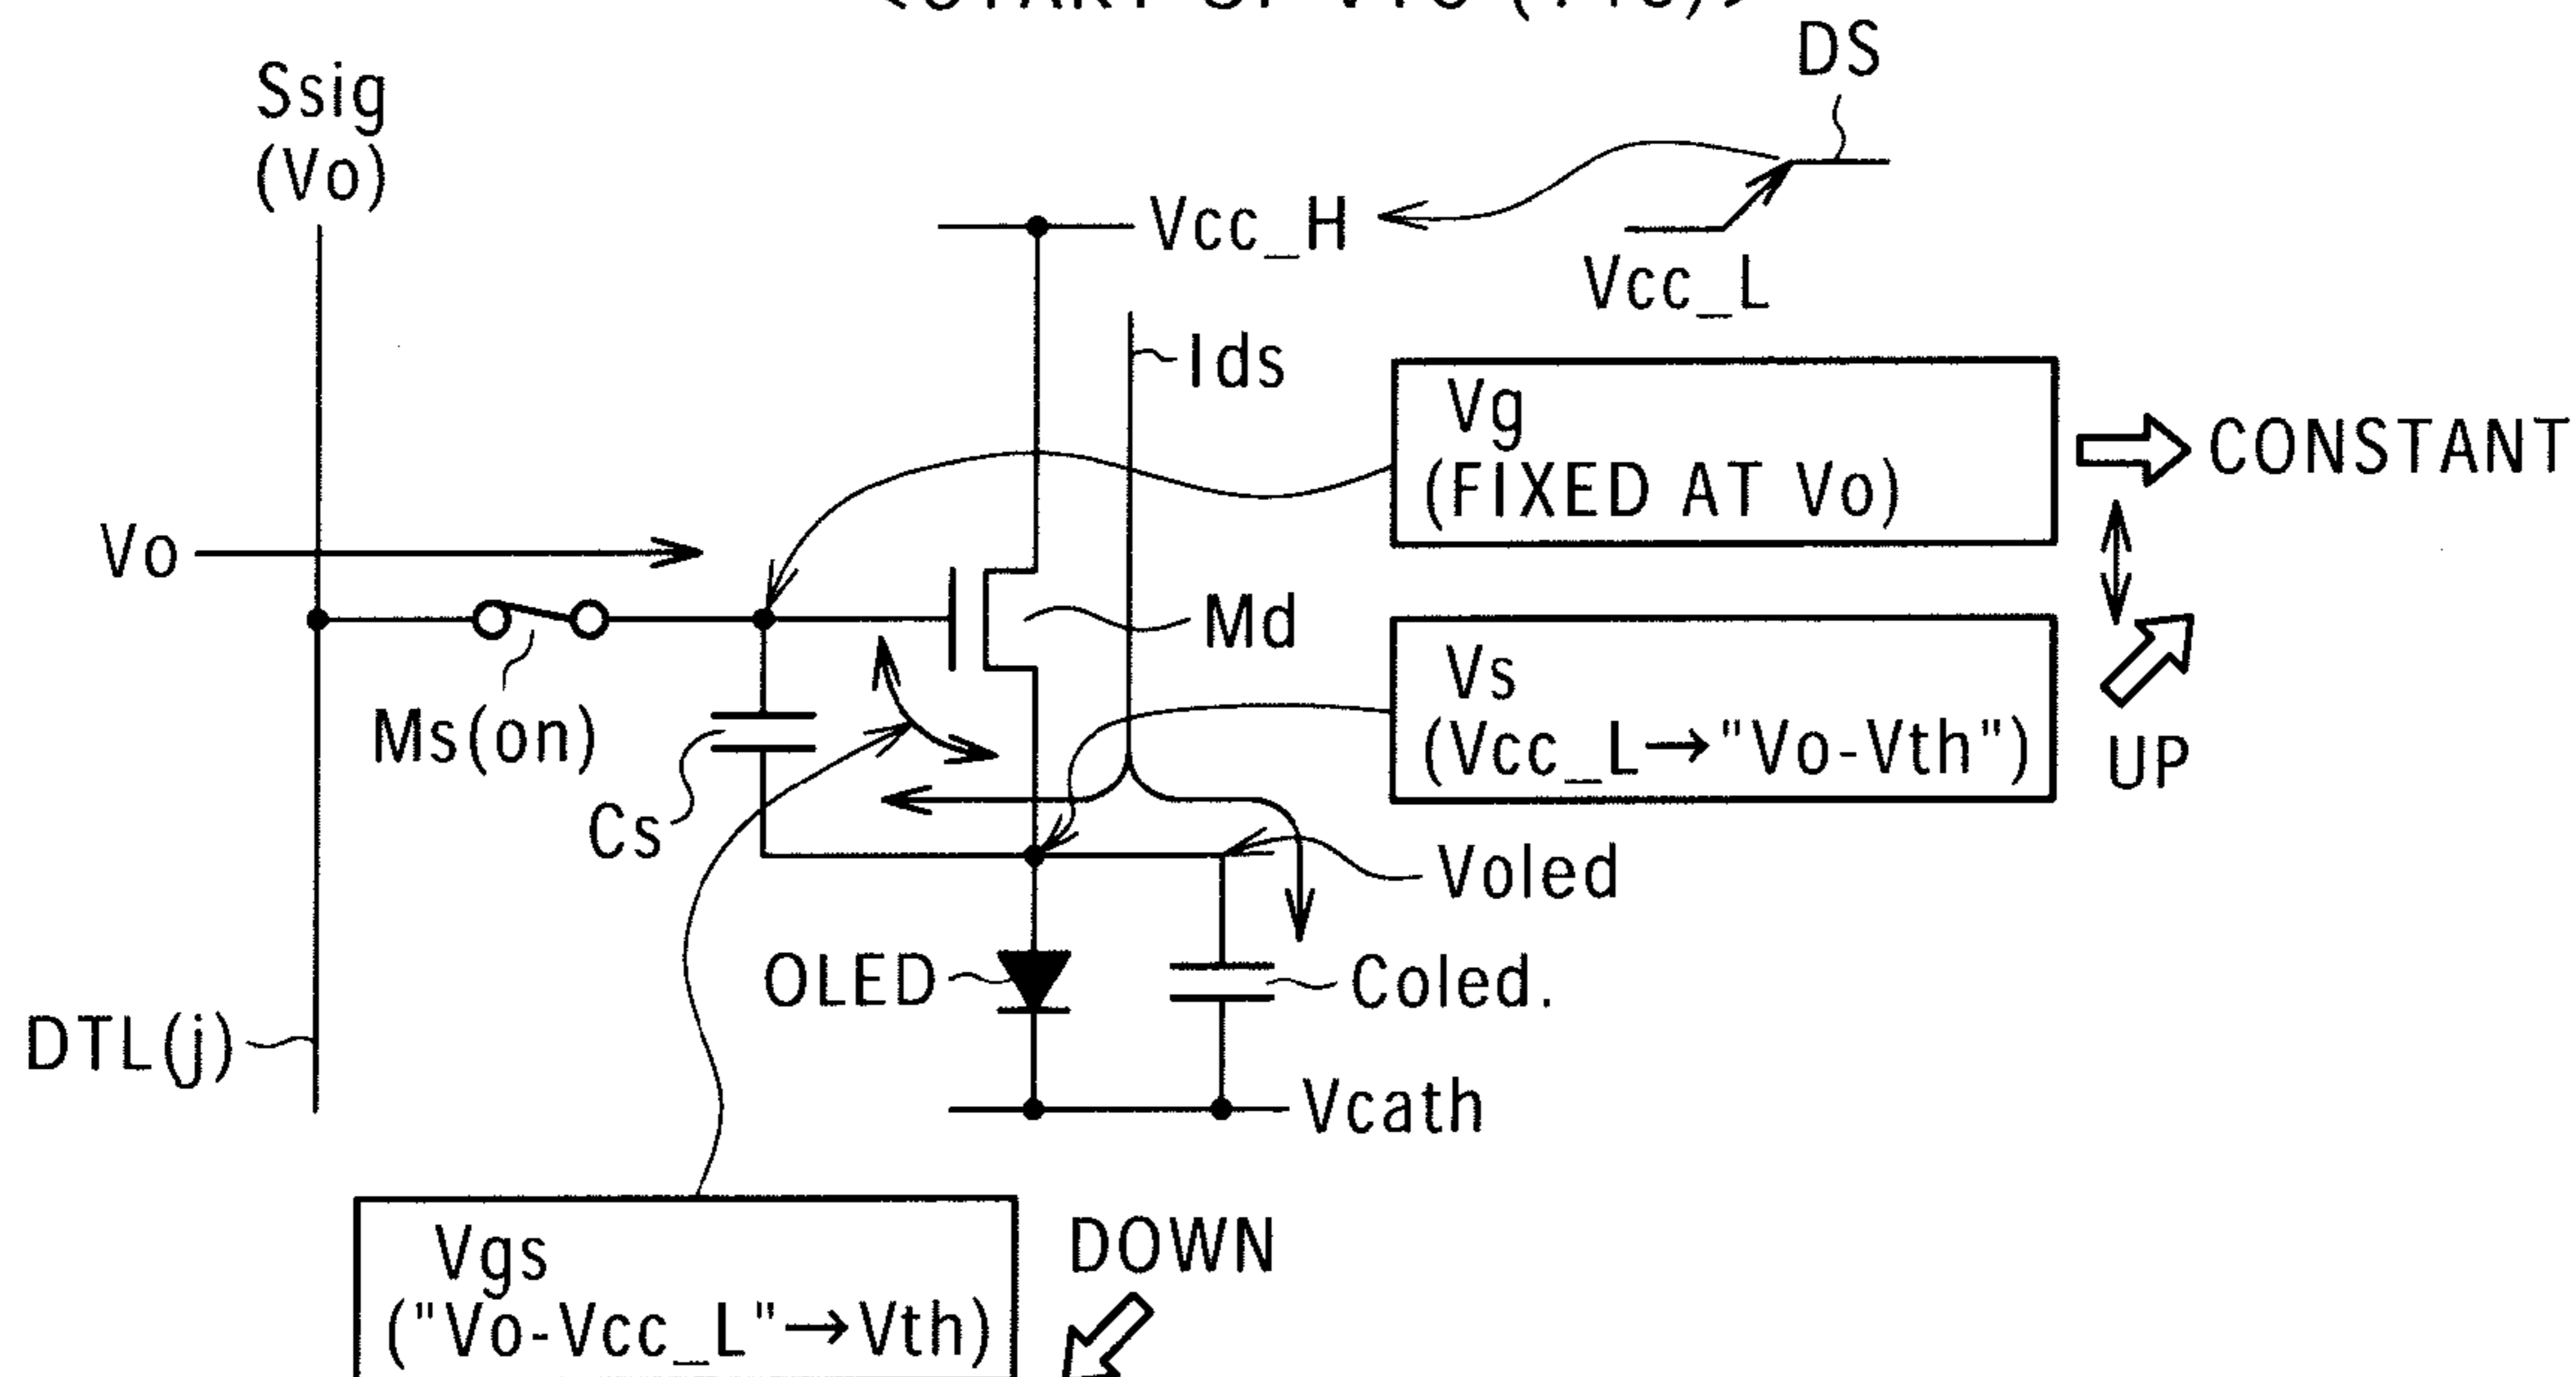 DS
Ssig
(Vo)
Vcc_H
Vcc_L
Ids
Vg
(FIXED AT Vo)
CONSTANT
Vo
Md
Vs
(Vcc_L→"Vo-Vth")
UP
Ms(on)
Cs
Voled
OLED
Coled.
DTL(j)
Vcath
Vgs
("Vo-Vcc_L"→Vth)
DOWN